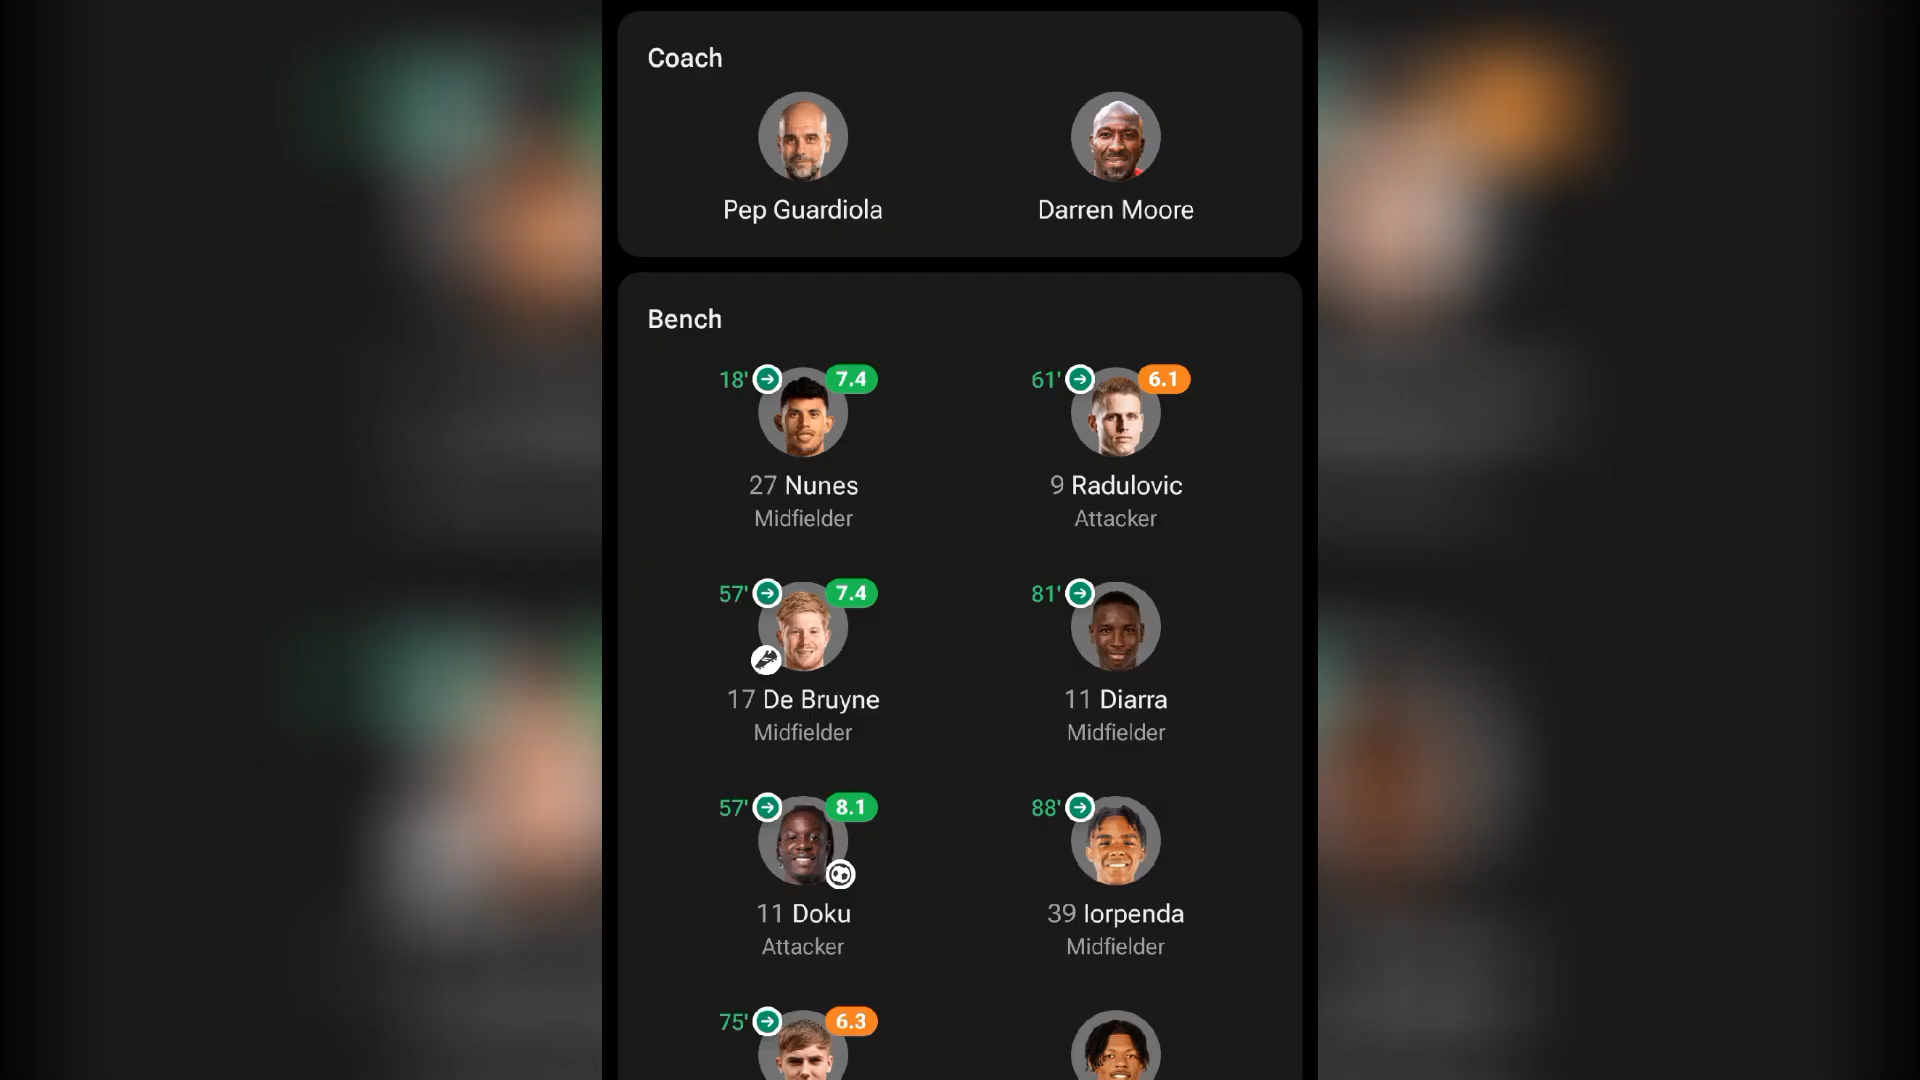 Coach
Pep Guardiola Darren Moore
Bench
18' 7.4 61' 6.1
27 Nunes 9 Radulovic
Midfielder Attacker
57' 7.4 81'
17 De Bruyne 11 Diarra
Midfielder Midfielder
57' 8.1 88'
11 Doku 39 Iorpenda
Attacker Midfielder
75' 6.3